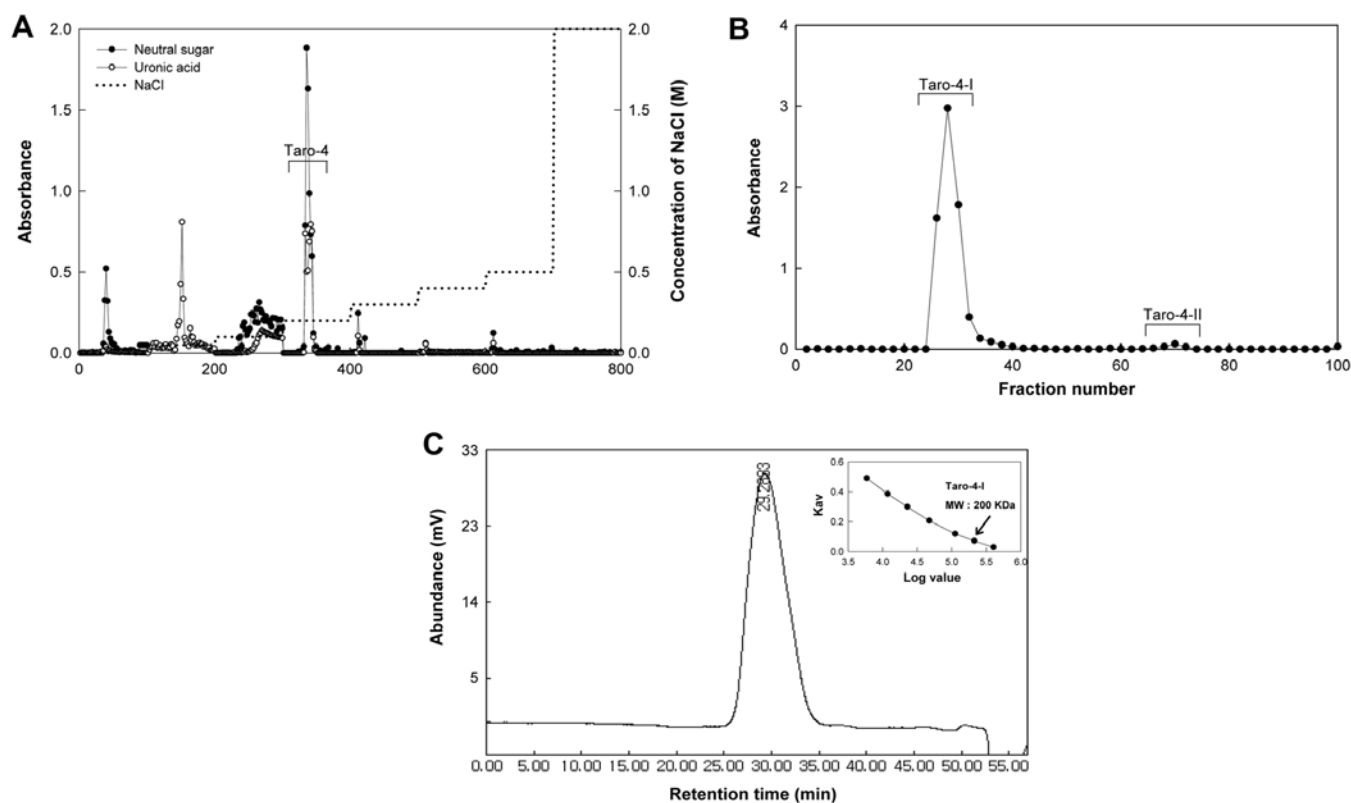 A
2.0
1.5
1.0
0.5
0.0
Absorbance
Neutral sugar
Uronic acid
NaCl
Taro-4
0
200
400
600
800
2.0
1.5
1.0
0.5
0.0
Concentration of NaCl (M)
B
4
3
2
1
0
Absorbance
Taro-4-I
Taro-4-II
0
20
40
60
80
100
Fraction number
C
33
23
14
5
Abundance (mV)
0.00 5.00 10.00 15.00 20.00 25.00 30.00 35.00 40.00 45.00 50.00 55.00
Retention time (min)
0.6
0.4
0.2
0.0
Kav
Taro-4-I
MW : 200 KDa
3.5 4.0 4.5 5.0 5.5 6.0
Log value